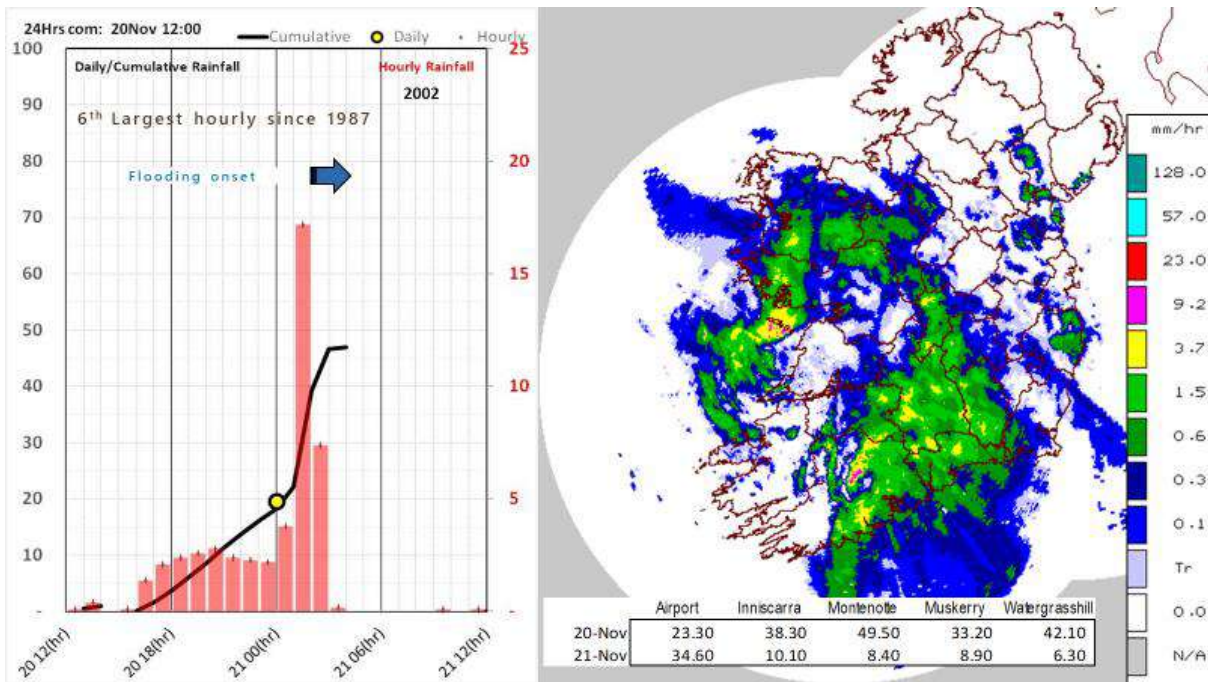 24Hrs com: 20Nov 12:00
Cumulative Daily Hourly
100 25
Daily/Cumulative Rainfall Hourly Rainfall
2002
90
6th Largest hourly since 1987
80 20
Flooding onset
70
60 15
50
40 10
30
20 5
10
- -
20 12(hr) 20 18(hr) 21 00(hr) 21 06(hr) 21 12(hr)
mm/hr
128.0
57.0
23.0
9.2
3.7
1.5
0.6
0.3
0.1
Tr
0.0
N/A
Airport Inniscarra Montenotte Muskerry Watergrasshill
20-Nov 23.30 38.30 49.50 33.20 42.10
21-Nov 34.60 10.10 8.40 8.90 6.30